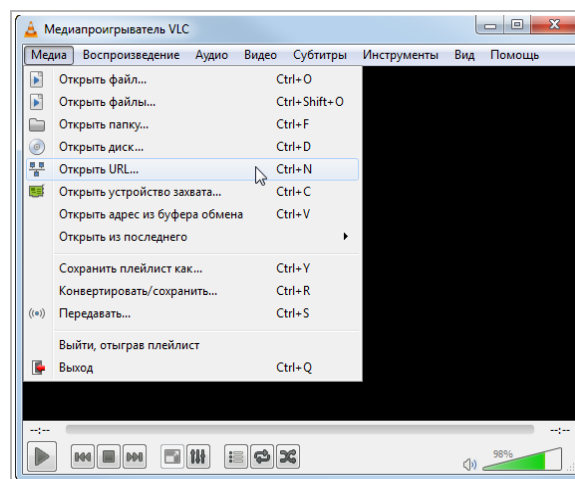 Медиапроигрыватель VLC
Медиа Воспроизведение Аудио Видео Субтитры Инструменты Вид Помощь
Открыть файл... Ctrl+O
Открыть файлы... Ctrl+Shift+O
Открыть папку... Ctrl+F
Открыть диск... Ctrl+D
Открыть URL... Ctrl+N
Открыть устройство захвата... Ctrl+C
Открыть адрес из буфера обмена Ctrl+V
Открыть из последнего
Сохранить плейлист как... Ctrl+Y
Конвертировать/сохранить... Ctrl+R
Передавать... Ctrl+S
Выйти, отыграв плейлист
Выход Ctrl+Q
--:-- --:--
98%